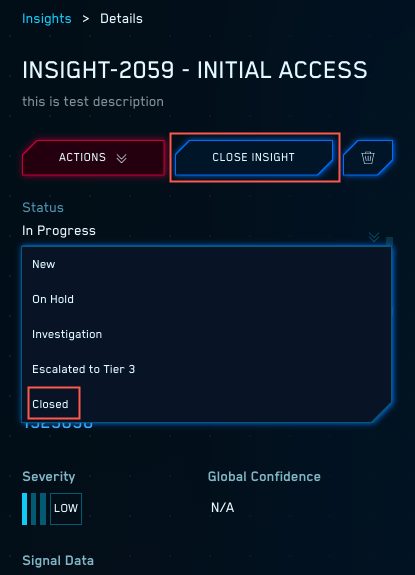 Insights > Details
INSIGHT-2059 - INITIAL ACCESS
this is test description
ACTIONS
CLOSE INSIGHT
Status
In Progress
New
On Hold
Investigation
Escalated to Tier 3
Closed
Severity
Global Confidence
LOW
N/A
Signal Data